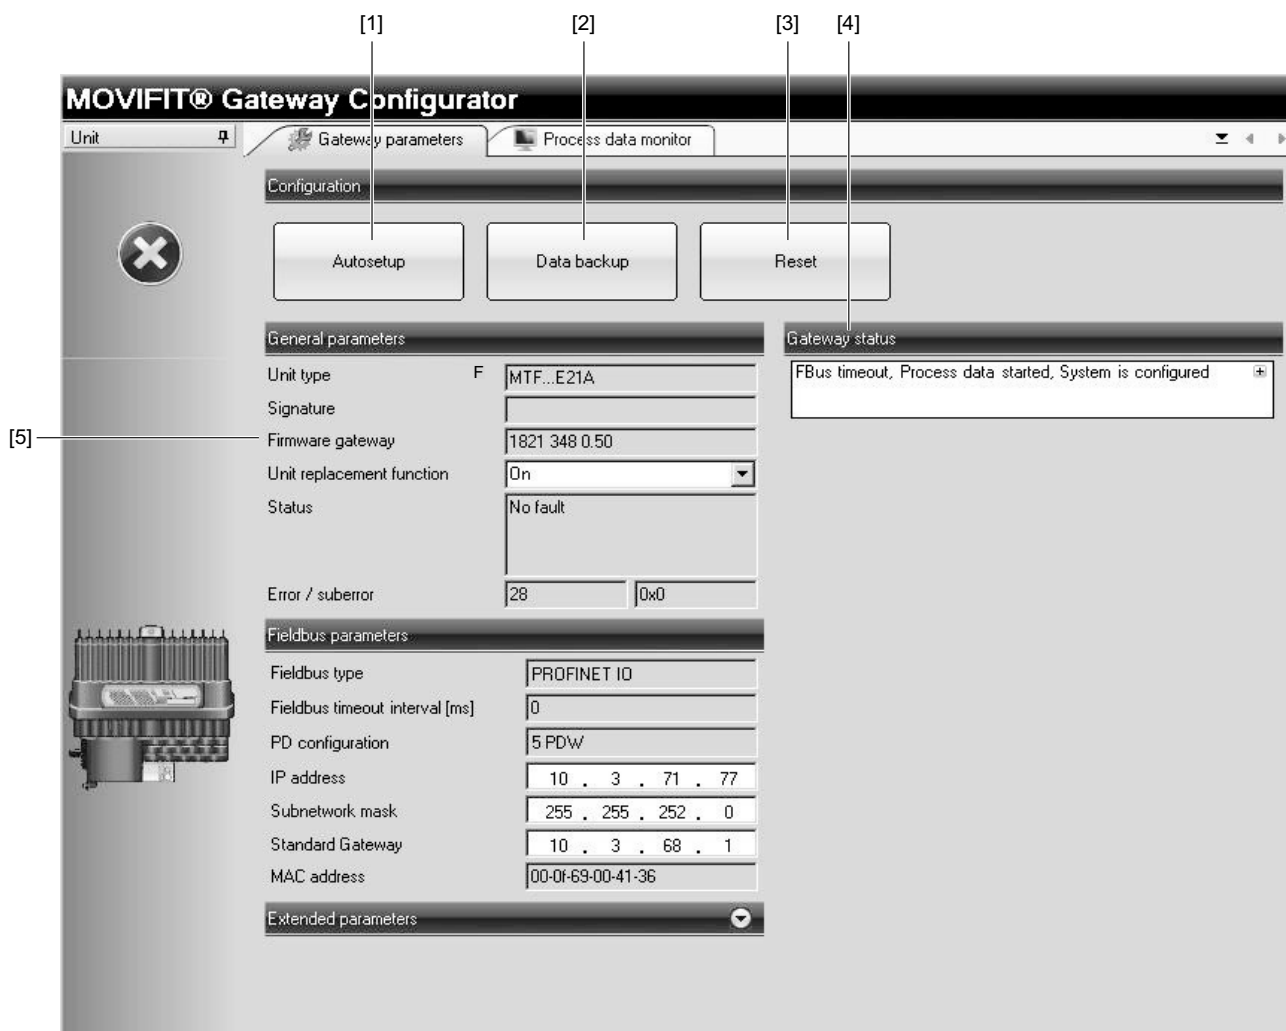 [1] [2] [3] [4]
MOVIFIT® Gateway Configurator
Unit
Gateway parameters
Process data monitor
Configuration
Autosetup
Data backup
Reset
General parameters
Gateway status
Unit type F MTF...E21A
FBus timeout, Process data started, System is configured
Signature
[5]
Firmware gateway 1821 348 0.50
Unit replacement function On
Status No fault
Error / suberror 28 0x0
Fieldbus parameters
Fieldbus type PROFINET IO
Fieldbus timeout interval [ms] 0
PD configuration 5 PDW
IP address 10 . 3 . 71 . 77
Subnetwork mask 255 . 255 . 252 . 0
Standard Gateway 10 . 3 . 68 . 1
MAC address 00-0f-69-00-41-36
Extended parameters